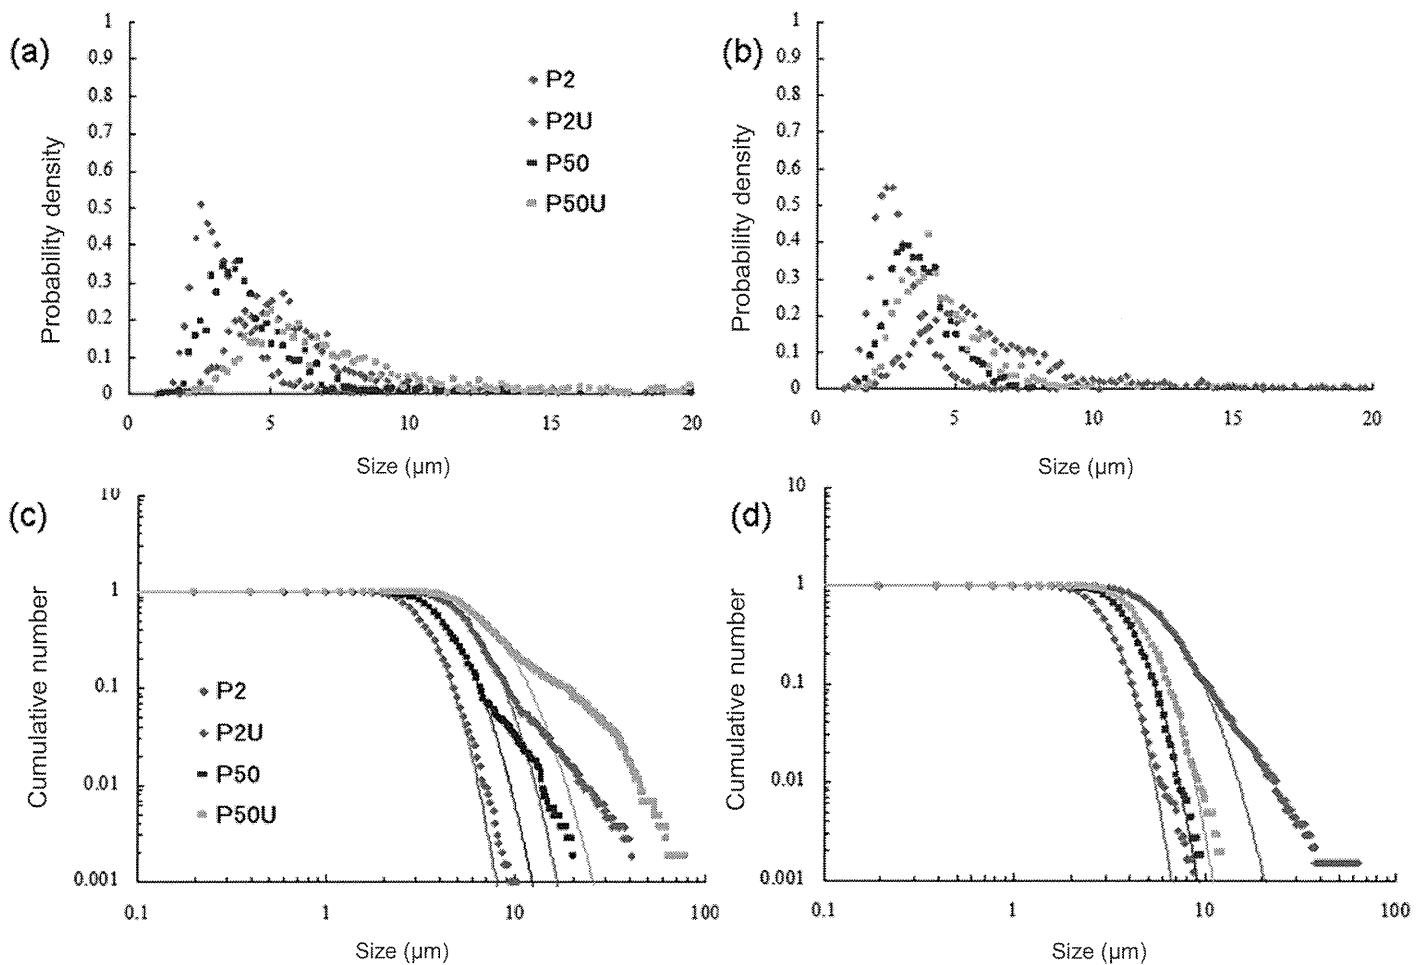 (a)
Probability density
1
0.9
0.8
0.7
0.6
0.5
0.4
0.3
0.2
0.1
0
0 5 10 15 20
Size (µm)
P2
P2U
P50
P50U
(b)
Probability density
1
0.9
0.8
0.7
0.6
0.5
0.4
0.3
0.2
0.1
0
0 5 10 15 20
Size (µm)
(c)
Cumulative number
10
1
0.1
0.01
0.001
0.1 1 10 100
Size (µm)
P2
P2U
P50
P50U
(d)
Cumulative number
10
1
0.1
0.01
0.001
0.1 1 10 100
Size (µm)